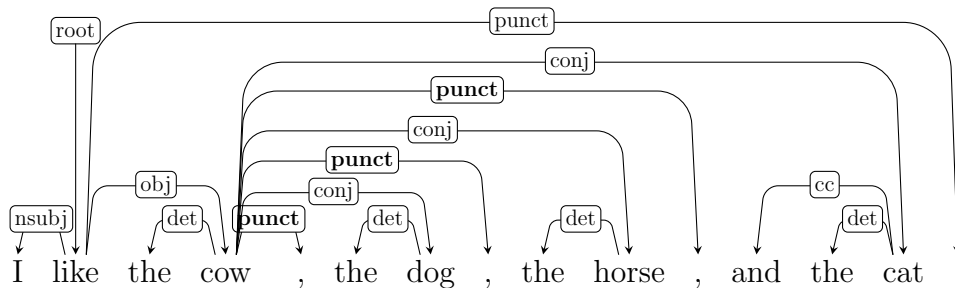 punct
root
conj
punct
conj
punct
obj conj cc
nsubj det punct det det det
I like the cow , the dog , the horse , and the cat